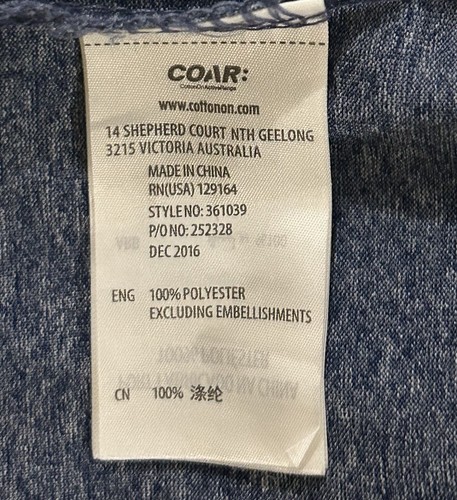 COAR:
CottonOnActiveRange
www.cottonon.com
14 SHEPHERD COURT NTH GEELONG
3215 VICTORIA AUSTRALIA
MADE IN CHINA
RN(USA) 129164
STYLE NO: 361039
P/O NO: 252328
DEC 2016
ENG 100% POLYESTER
EXCLUDING EMBELLISHMENTS
CN 100% 涤纶